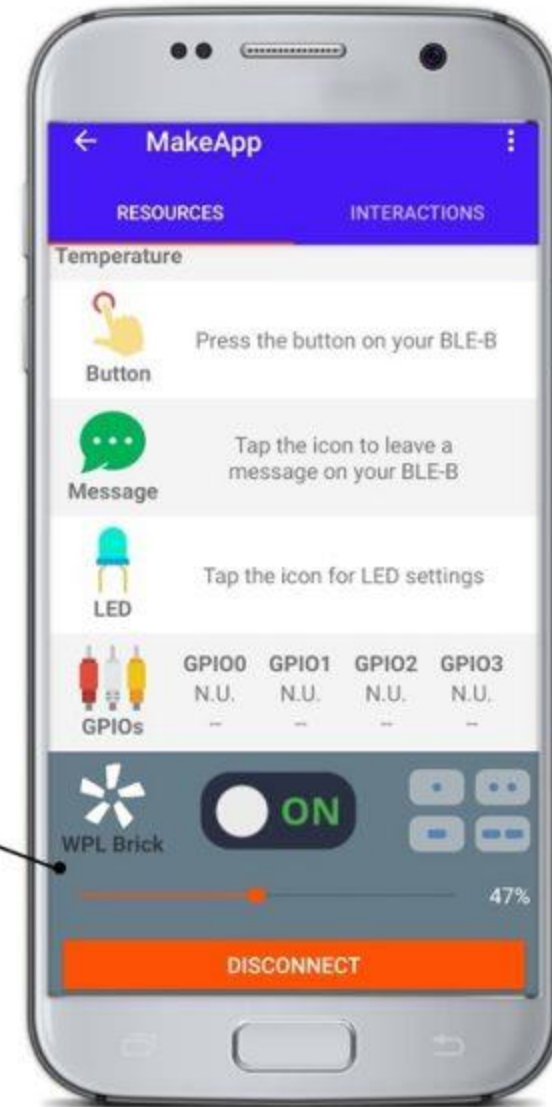 MakeApp
RESOURCES INTERACTIONS
Temperature
Button
Press the button on your BLE-B
Message
Tap the icon to leave a
message on your BLE-B
LED
Tap the icon for LED settings
GPIOs
GPIO0 GPIO1 GPIO2 GPIO3
N.U. N.U. N.U. N.U.
-- -- -- --
WPL Brick
ON
47%
DISCONNECT